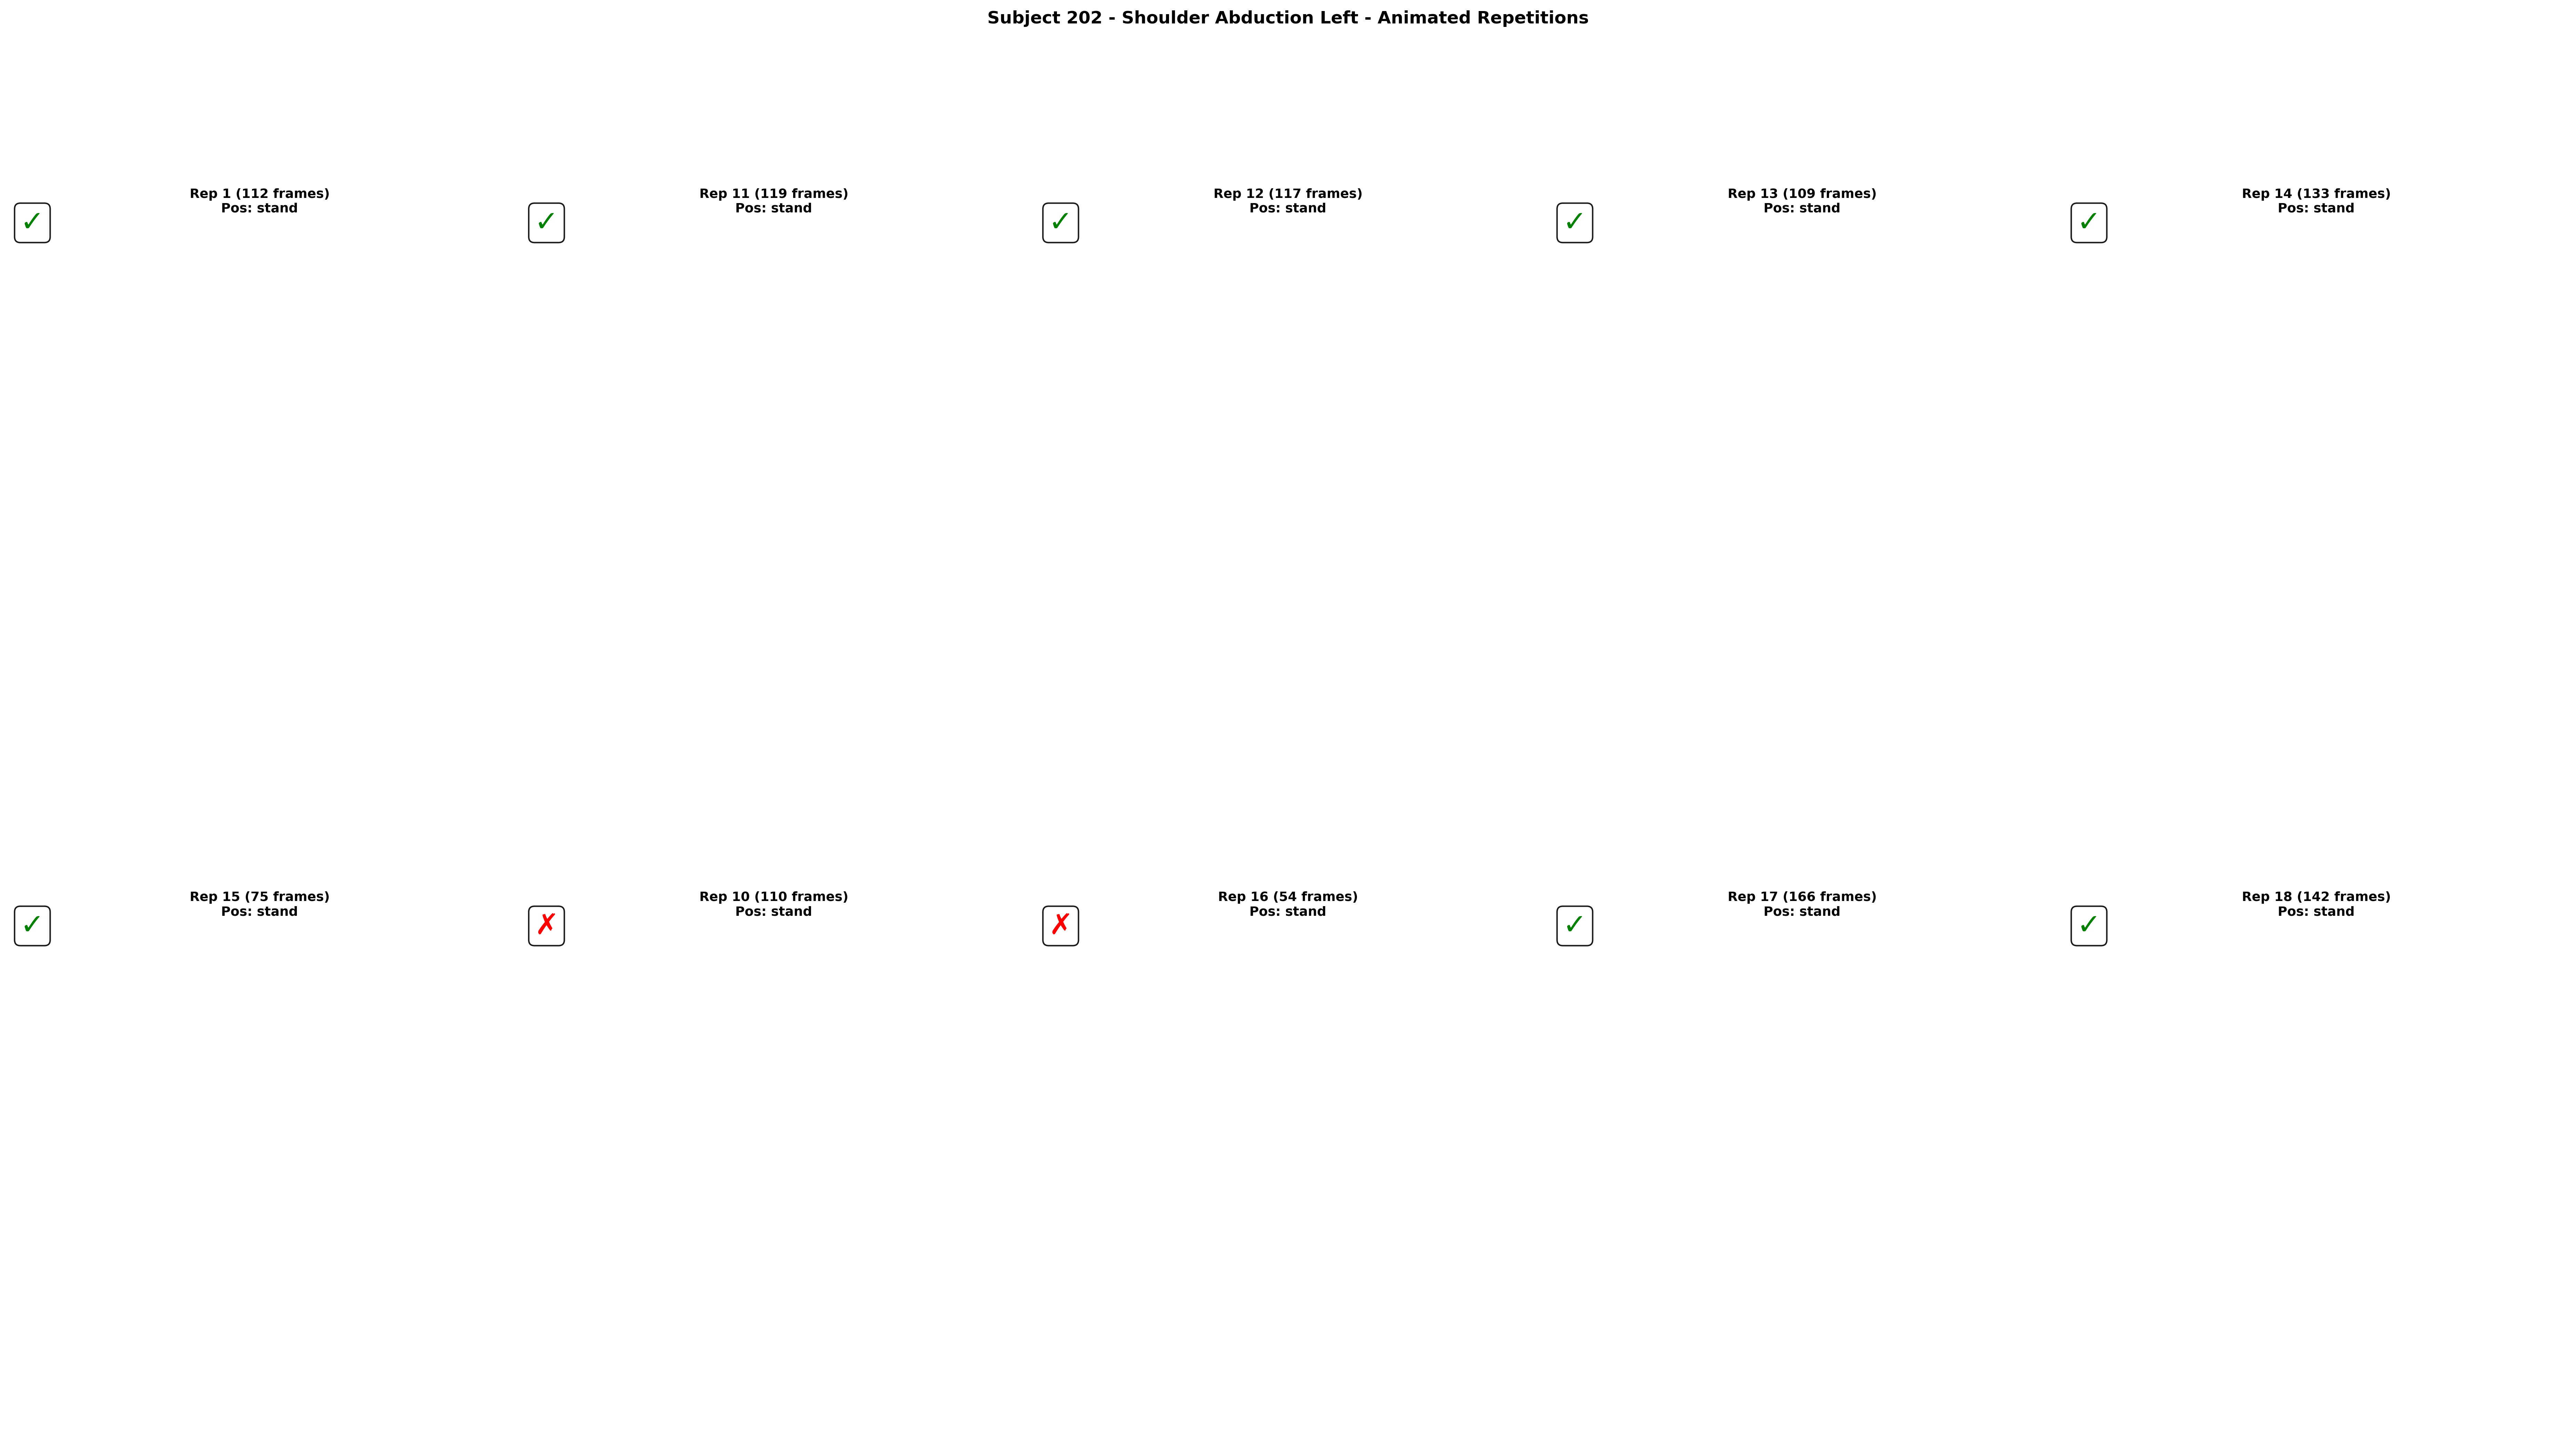 Subject 202 - Shoulder Abduction Left - Animated Repetitions
Rep 1 (112 frames)
Pos: stand
✓
Rep 11 (119 frames)
Pos: stand
✓
Rep 12 (117 frames)
Pos: stand
✓
Rep 13 (109 frames)
Pos: stand
✓
Rep 14 (133 frames)
Pos: stand
✓
Rep 15 (75 frames)
Pos: stand
✓
Rep 10 (110 frames)
Pos: stand
✗
Rep 16 (54 frames)
Pos: stand
✗
Rep 17 (166 frames)
Pos: stand
✓
Rep 18 (142 frames)
Pos: stand
✓